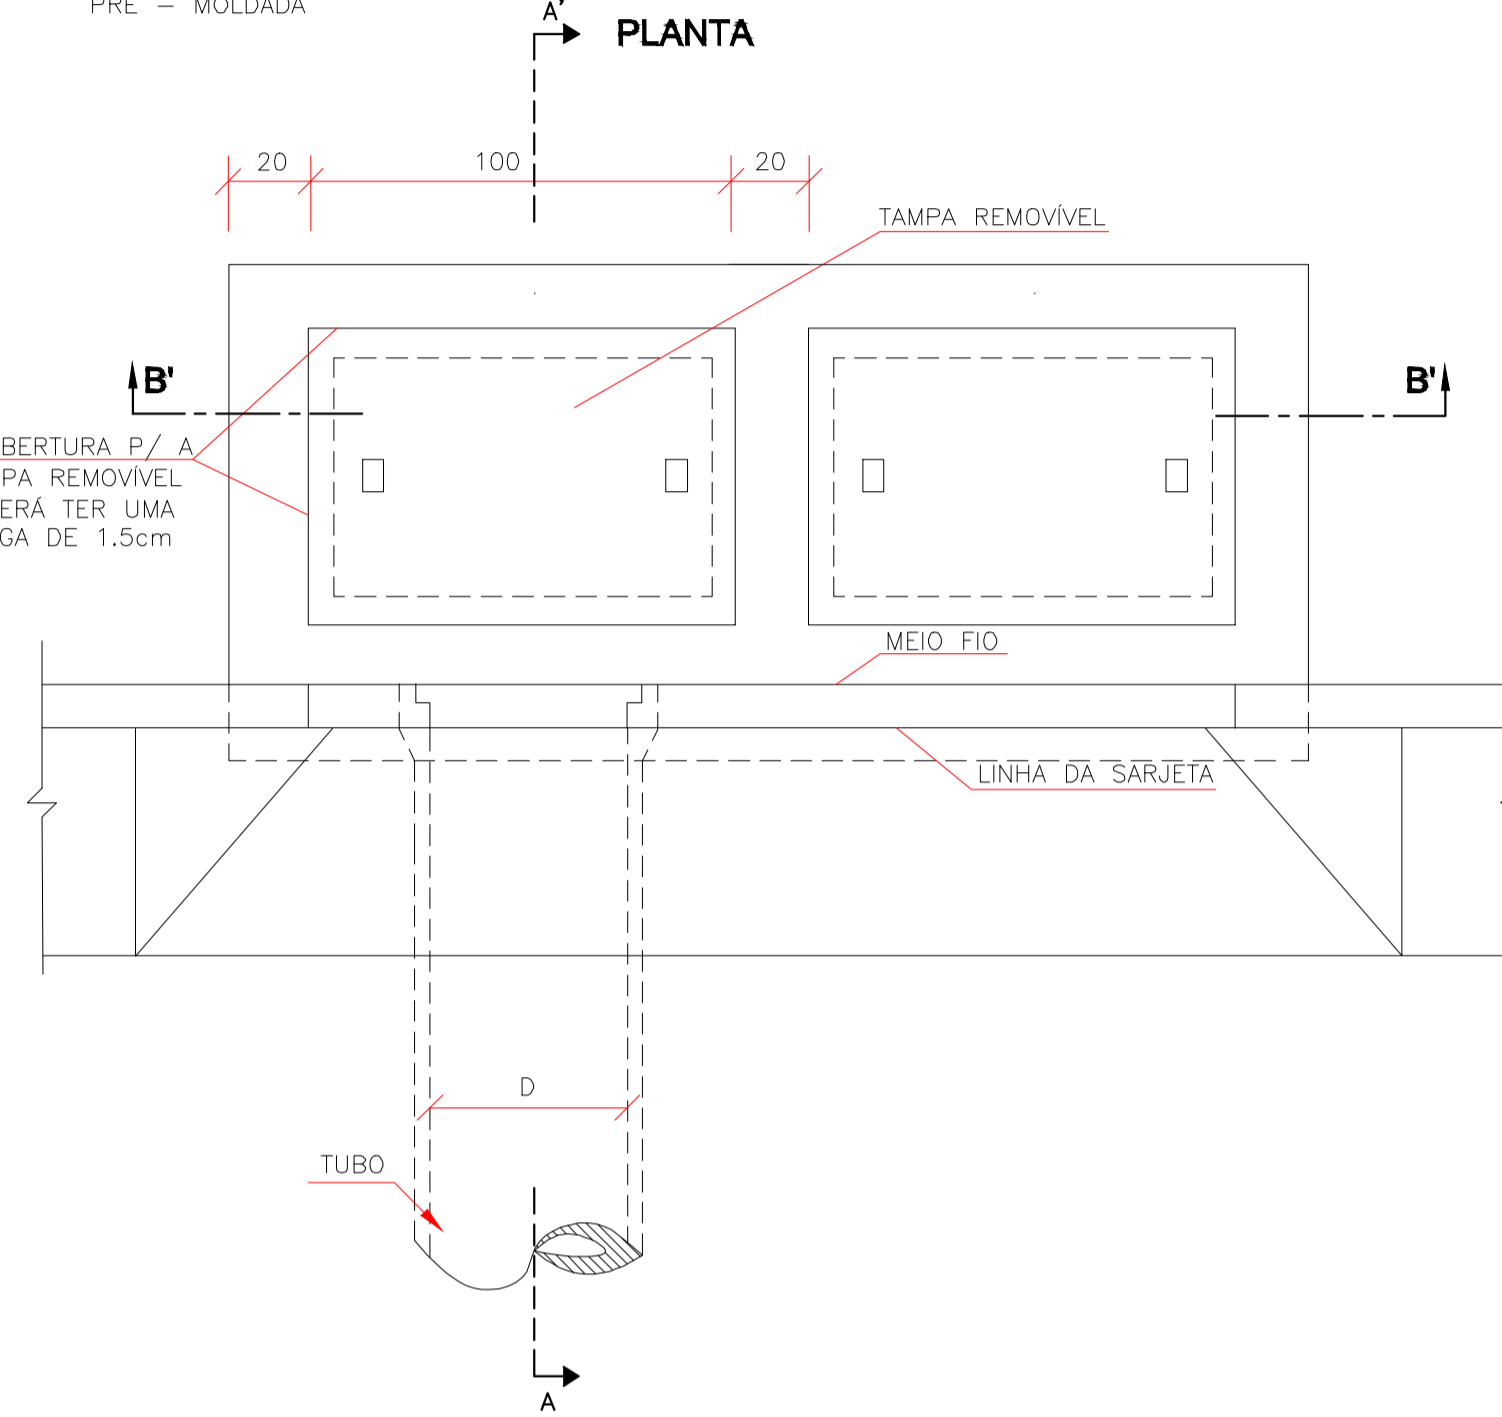 PRÉ – MOLDADA
A'
PLANTA
20
100
20
TAMPA REMOVÍVEL
B'
B'
BERTURA P/ A
PA REMOVÍVEL
ERÁ TER UMA
GA DE 1.5cm
MEIO FIO
LINHA DA SARJETA
D
TUBO
A